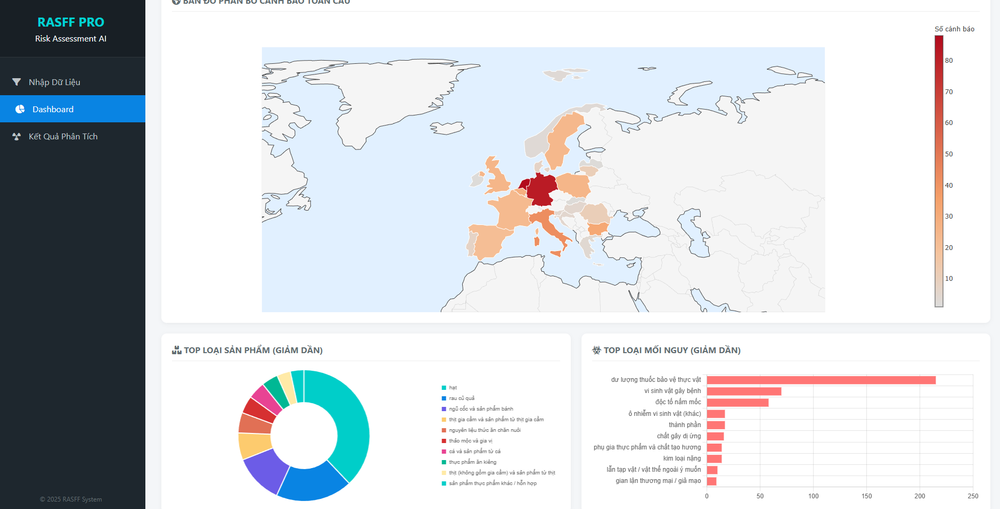 RASFF PRO
Risk Assessment AI
Nhập Dữ Liệu
Dashboard
Kết Quả Phân Tích
© 2025 RASFF System
BẢN ĐỒ PHÂN BỐ CẢNH BÁO TOÀN CẦU
Số cảnh báo
80
70
60
50
40
30
20
10
TOP LOẠI SẢN PHẨM (GIẢM DẦN)
hạt
rau củ quả
ngũ cốc và sản phẩm bánh
thịt gia cầm và sản phẩm từ thịt gia cầm
nguyên liệu thức ăn chăn nuôi
thảo mộc và gia vị
cá và sản phẩm từ cá
thực phẩm ăn kiêng
thịt (không gồm gia cầm) và sản phẩm từ thịt
sản phẩm thực phẩm khác / hỗn hợp
TOP LOẠI MỐI NGUY (GIẢM DẦN)
dư lượng thuốc bảo vệ thực vật
vi sinh vật gây bệnh
độc tố nấm mốc
ô nhiễm vi sinh vật (khác)
thành phần
chất gây dị ứng
phụ gia thực phẩm và chất tạo hương
kim loại nặng
lẫn tạp vật / vật thể ngoài ý muốn
gian lận thương mại / giả mạo
0 50 100 150 200 250